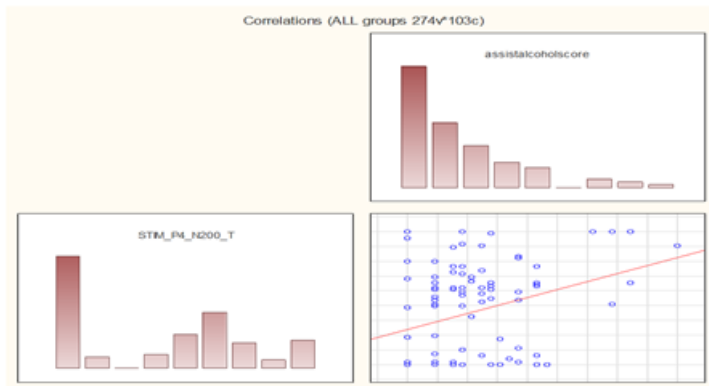 Correlations (ALL groups 274v*103c)
assistalcoholscore
STIM_P4_N200_T